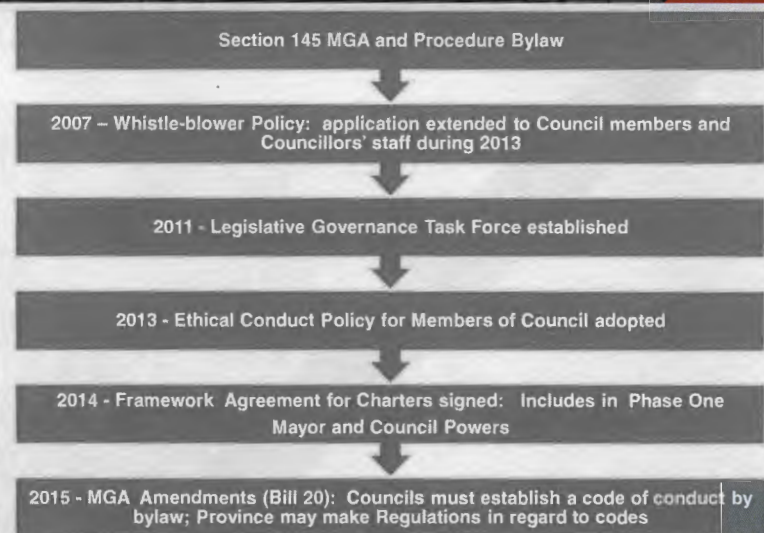 Section 145 MGA and Procedure Bylaw
2007 – Whistle-blower Policy: application extended to Council members and
Councillors' staff during 2013
2011 - Legislative Governance Task Force established
2013 - Ethical Conduct Policy for Members of Council adopted
2014 - Framework Agreement for Charters signed: Includes in Phase One
Mayor and Council Powers
2015 - MGA Amendments (Bill 20): Councils must establish a code of conduct by
bylaw; Province may make Regulations in regard to codes